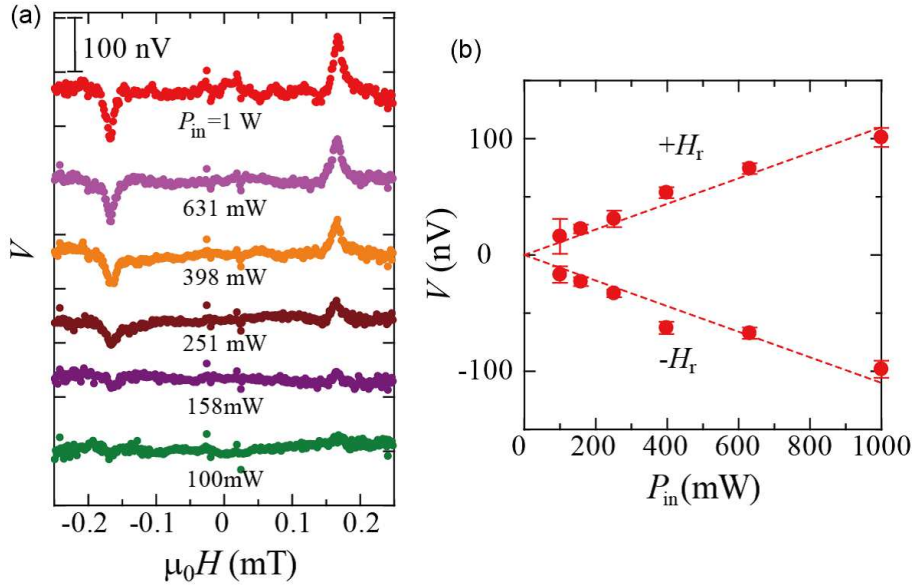 (a)
100 nV
P_in=1 W
631 mW
398 mW
251 mW
158mW
100mW
V
-0.2 -0.1 0 0.1 0.2
μ₀H (mT)
(b)
100
0
-100
V (nV)
+H_r
-H_r
0 200 400 600 800 1000
P_in(mW)